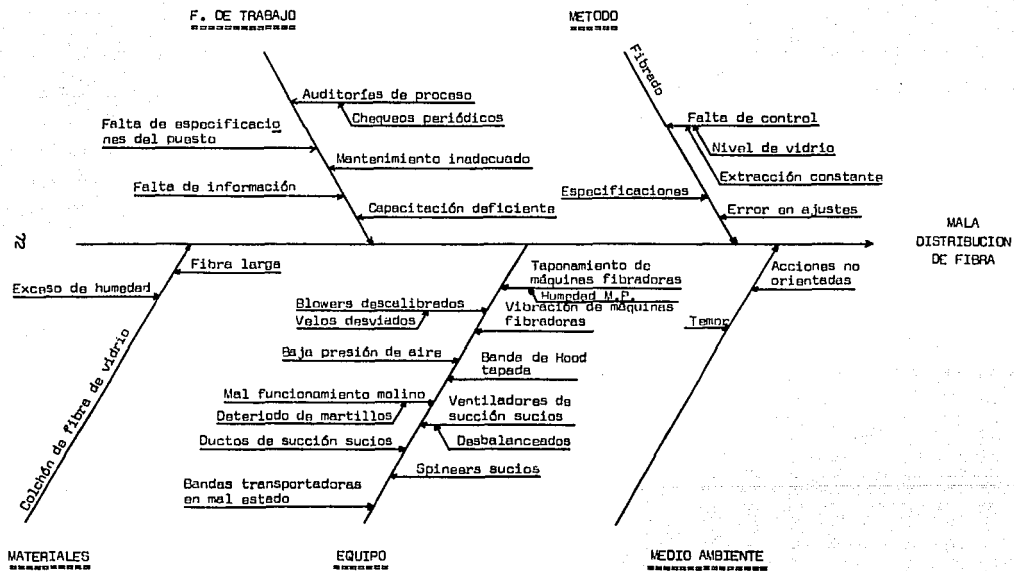 F. DE TRABAJO
METODO
Fibrado
Auditorías de proceso
Chequeos periódicos
Falta de especificacio
nes del puesto
Mantenimiento inadecuado
Falta de información
Capacitación deficiente
Falta de control
Nivel de vidrio
Extracción constante
Especificaciones
Error en ajustes
MALA
DISTRIBUCION
DE FIBRA
72
Fibra larga
Exceso de humedad
Colchón de fibra de vidrio
Taponamiento de
máquinas fibradoras
Humedad M.P.
Blowers descalibrados
Velos desviados
Vibración de máquinas
fibradoras
Baja presión de aire
Banda de Hood
tapada
Mal funcionamiento molino
Deteriodo de martillos
Ventiladores de
succión sucios
Desbalanceados
Ductos de succión sucios
Spineers sucios
Bandas transportadoras
en mal estado
Acciones no
orientadas
Temor
MATERIALES
EQUIPO
MEDIO AMBIENTE